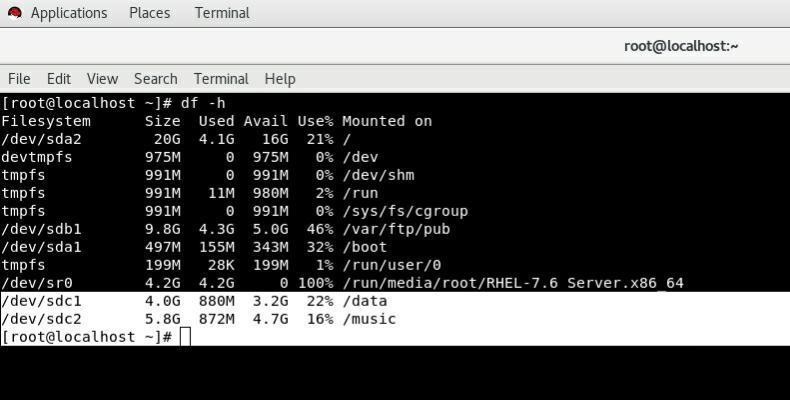 Applications Places Terminal
root@localhost:~
File Edit View Search Terminal Help
[root@localhost ~]# df -h
Filesystem      Size  Used Avail Use% Mounted on
/dev/sda2        20G  4.1G   16G  21% /
devtmpfs        975M     0  975M   0% /dev
tmpfs           991M     0  991M   0% /dev/shm
tmpfs           991M   11M  980M   2% /run
tmpfs           991M     0  991M   0% /sys/fs/cgroup
/dev/sdb1       9.8G  4.3G  5.0G  46% /var/ftp/pub
/dev/sda1       497M  155M  343M  32% /boot
tmpfs           199M   28K  199M   1% /run/user/0
/dev/sr0        4.2G  4.2G     0 100% /run/media/root/RHEL-7.6 Server.x86_64
/dev/sdc1       4.0G  880M  3.2G  22% /data
/dev/sdc2       5.8G  872M  4.7G  16% /music
[root@localhost ~]#